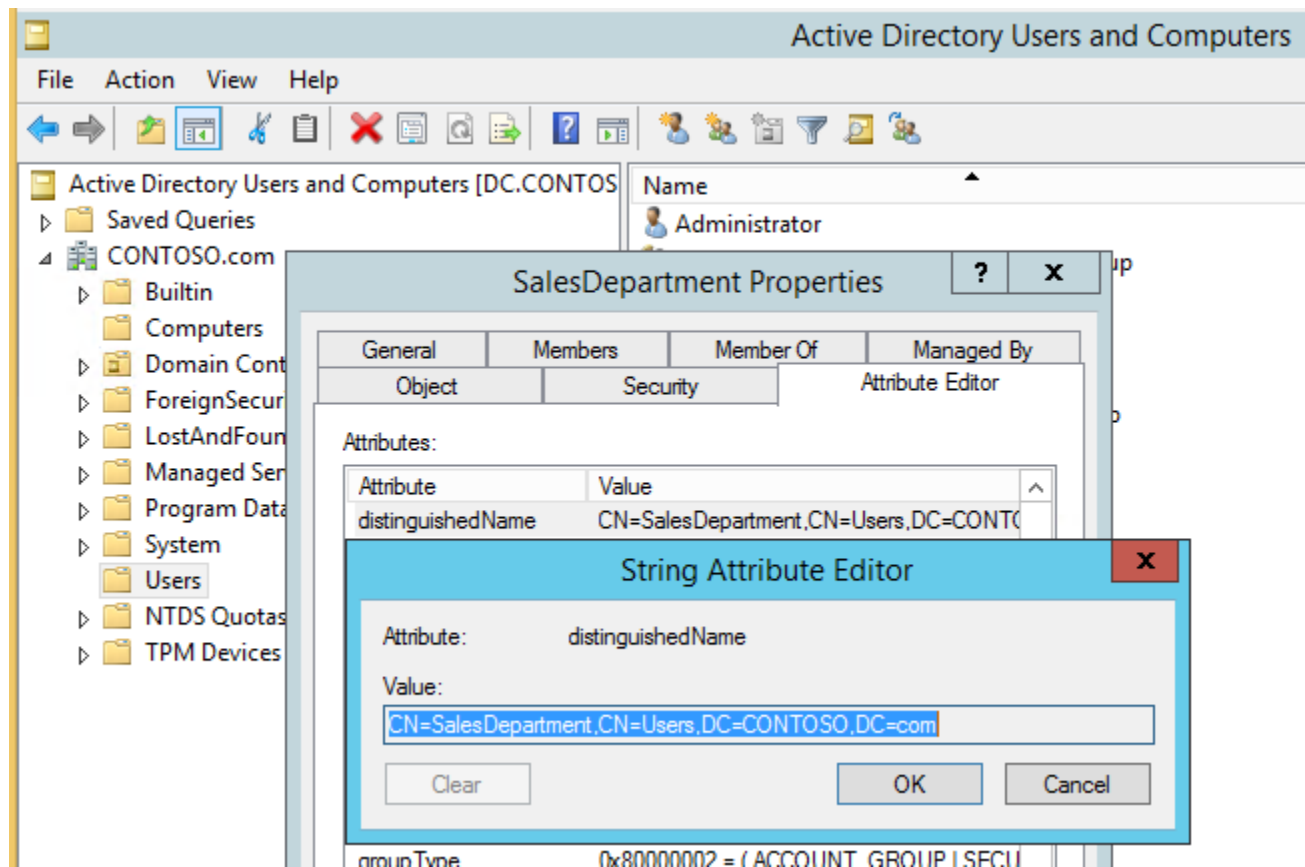 Active Directory Users and Computers
File Action View Help
Active Directory Users and Computers [DC.CONTOS
Saved Queries
CONTOSO.com
Builtin
Computers
Domain Cont
ForeignSecur
LostAndFoun
Managed Ser
Program Data
System
Users
NTDS Quotas
TPM Devices
Name
Administrator
up
SalesDepartment Properties
? x
General Members Member Of Managed By
Object Security Attribute Editor
Attributes:
Attribute Value
distinguishedName CN=SalesDepartment,CN=Users,DC=CONTO
String Attribute Editor
x
Attribute: distinguishedName
Value:
CN=SalesDepartment,CN=Users,DC=CONTOSO,DC=com
Clear OK Cancel
groupType 0x80000002 = ( ACCOUNT_GROUP | SECU